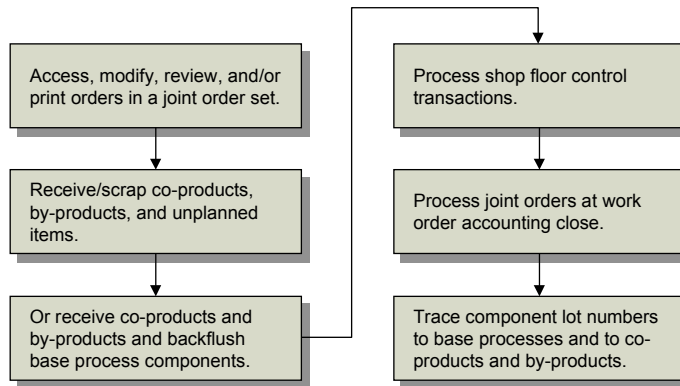 Access, modify, review, and/or
print orders in a joint order set.
Receive/scrap co-products,
by-products, and unplanned
items.
Or receive co-products and
by-products and backflush
base process components.
Process shop floor control
transactions.
Process joint orders at work
order accounting close.
Trace component lot numbers
to base processes and to co-
products and by-products.